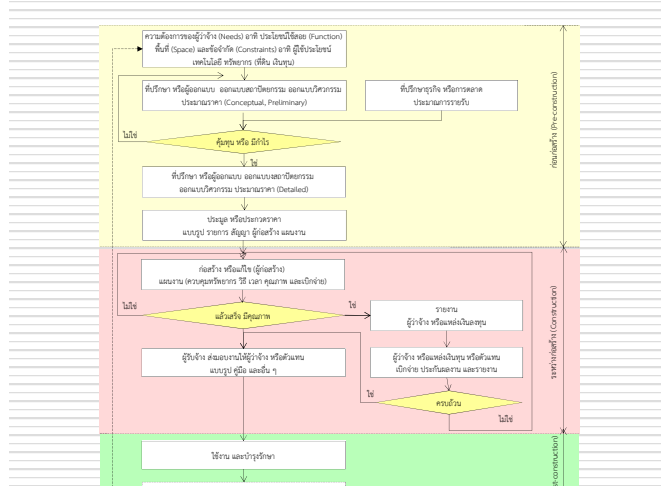 ความต้องการของผู้ว่าจ้าง (Needs) อาทิ ประโยชน์ใช้สอย (Function)
พื้นที่ (Space) และข้อจำกัด (Constraints) อาทิ ผู้ใช้ประโยชน์
เทคโนโลยี ทรัพยากร (ที่ดิน เงินทุน)
ที่ปรึกษา หรือผู้ออกแบบ ออกแบบสถาปัตยกรรม ออกแบบวิศวกรรม
ประมาณราคา (Conceptual, Preliminary)
ที่ปรึกษาธุรกิจ หรือการตลาด
ประมาณการรายรับ
ไม่ใช่
คุ้มทุน หรือ มีกำไร
ใช่
ที่ปรึกษา หรือผู้ออกแบบ ออกแบบงสถาปัตยกรรม
ออกแบบวิศวกรรม ประมาณราคา (Detailed)
ประมูล หรือประกวดราคา
แบบรูป รายการ สัญญา ผู้ก่อสร้าง แผนงาน
ก่อนก่อสร้าง (Pre-construction)
ก่อสร้าง หรือแก้ไข (ผู้ก่อสร้าง)
แผนงาน (ควบคุมทรัพยากร วิธี เวลา คุณภาพ และเบิกจ่าย)
ไม่ใช่
แล้วเสร็จ มีคุณภาพ
ใช่
รายงาน
ผู้ว่าจ้าง หรือแหล่งเงินลงทุน
ผู้รับจ้าง ส่งมอบงานให้ผู้ว่าจ้าง หรือตัวแทน
แบบรูป คู่มือ และอื่น ๆ
ผู้ว่าจ้าง หรือแหล่งเงินทุน หรือตัวแทน
เบิกจ่าย ประกันผลงาน และรายงาน
ใช่
ครบถ้วน
ไม่ใช่
ระหว่างก่อสร้าง (Construction)
ใช้งาน และบำรุงรักษา
st-construction)